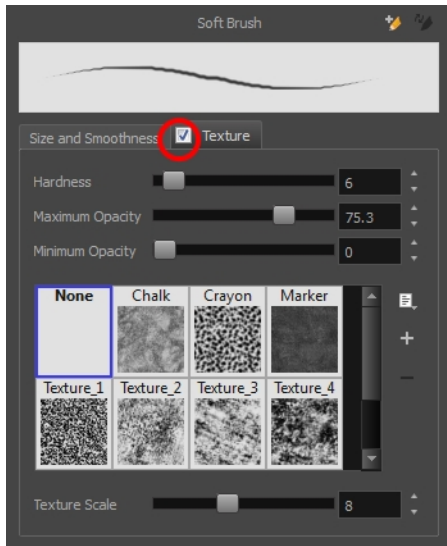 Soft Brush
Size and Smoothness Texture
Hardness 6
Maximum Opacity 75.3
Minimum Opacity 0
None Chalk Crayon Marker
Texture_1 Texture_2 Texture_3 Texture_4
Texture Scale 8